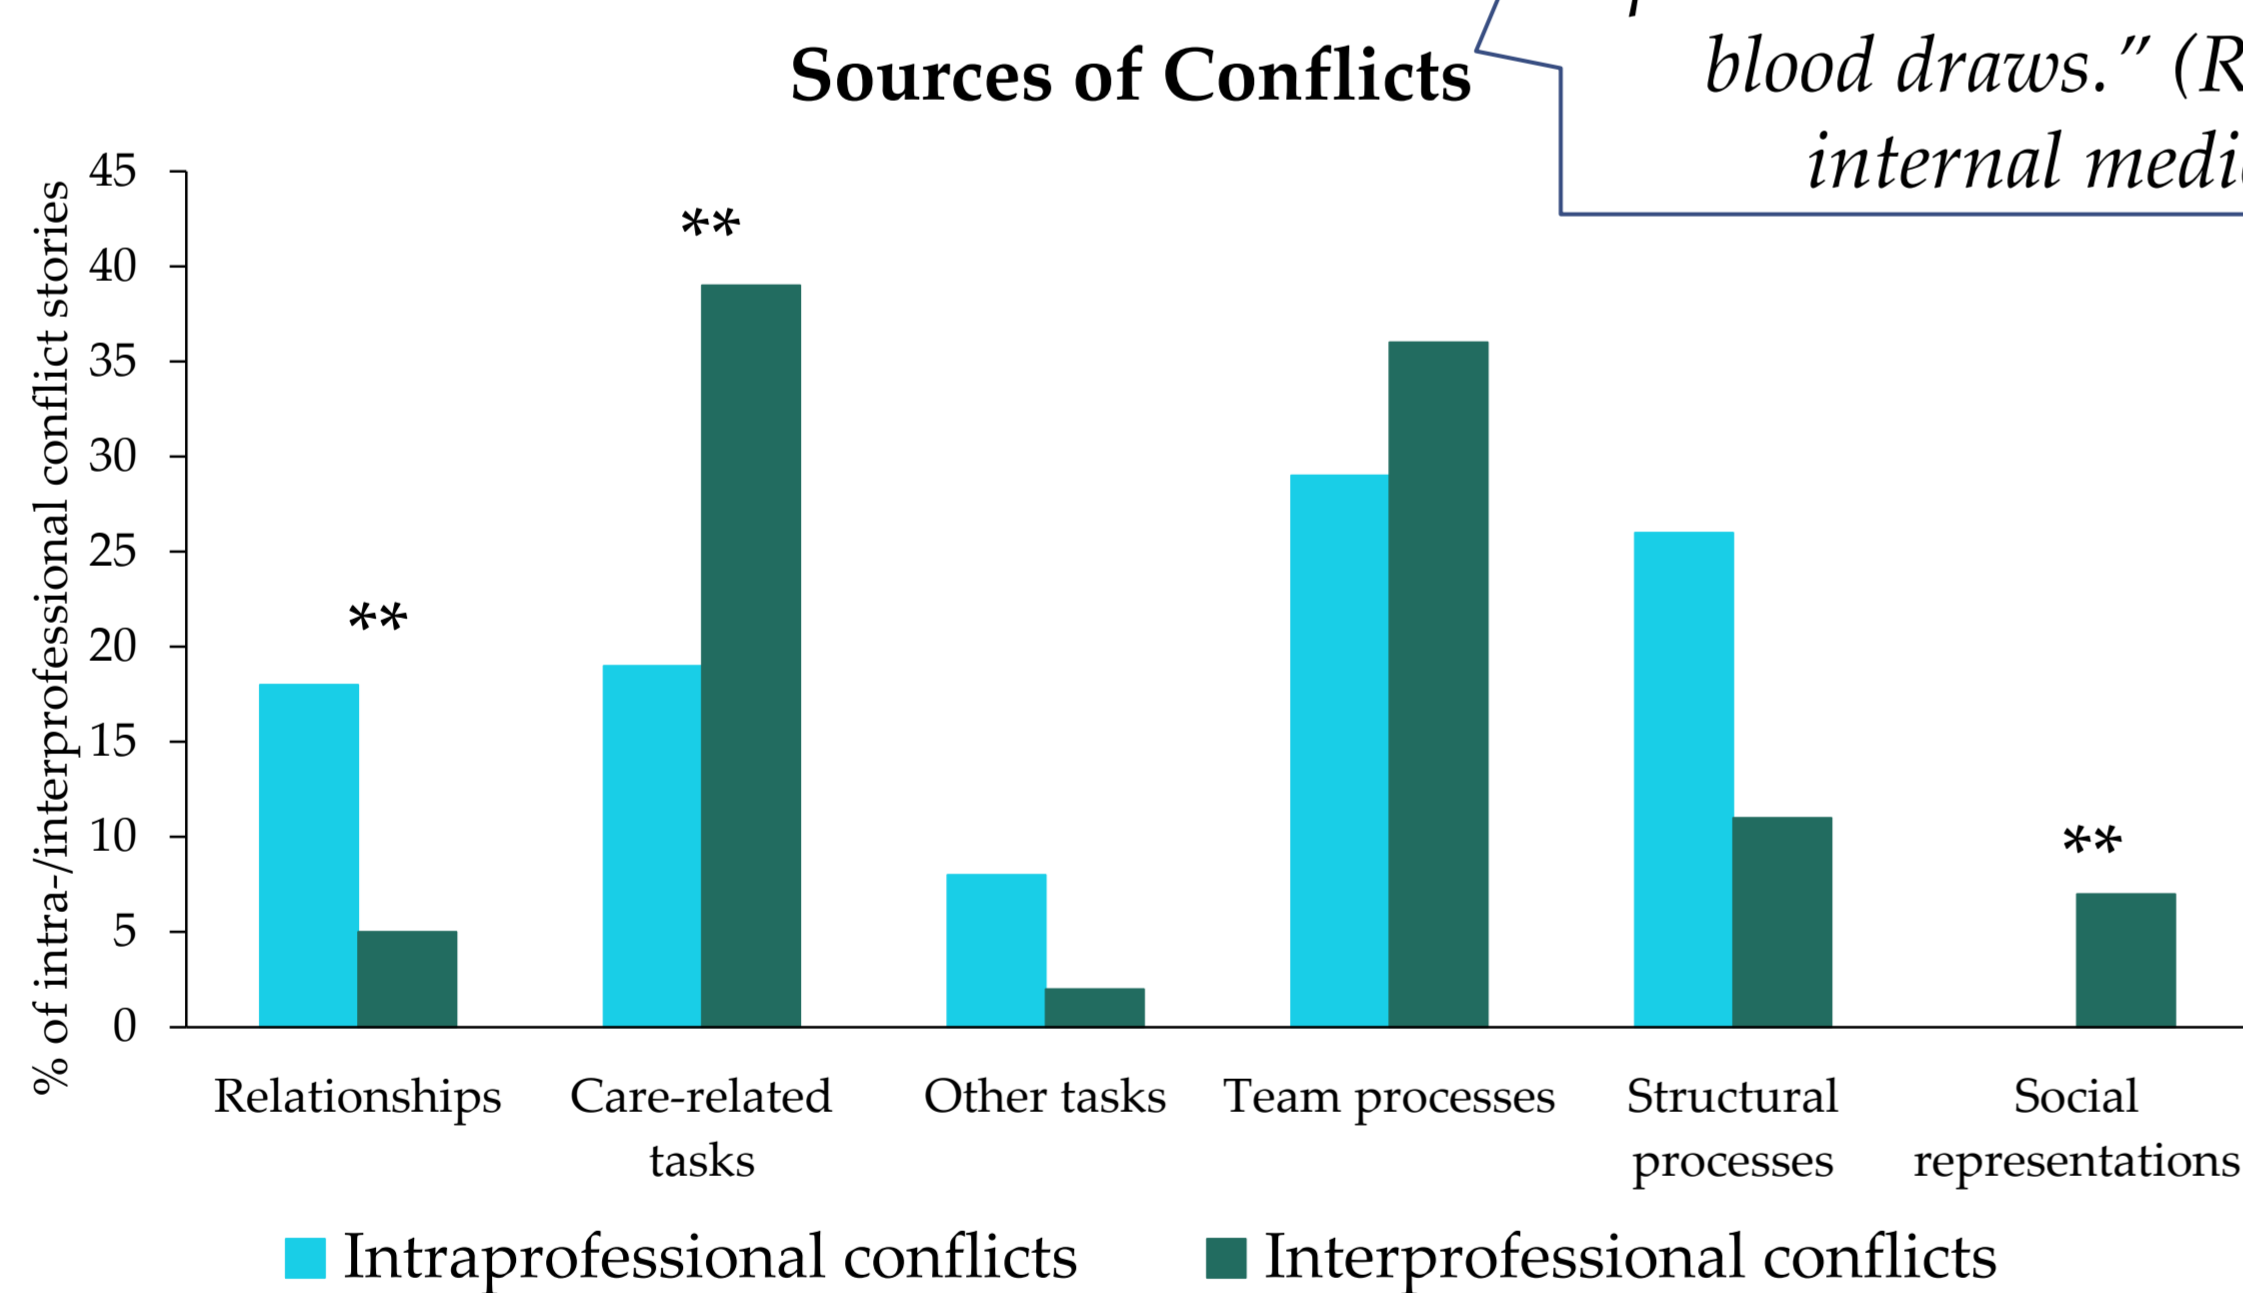 blood draws.” (R
internal medic
Sources of Conflicts
% of intra-/interprofessional conflict stories
45
40
35
30
25
20
15
10
5
0
**
**
**
Relationships
Care-related
tasks
Other tasks
Team processes
Structural
processes
Social
representations
Intraprofessional conflicts
Interprofessional conflicts